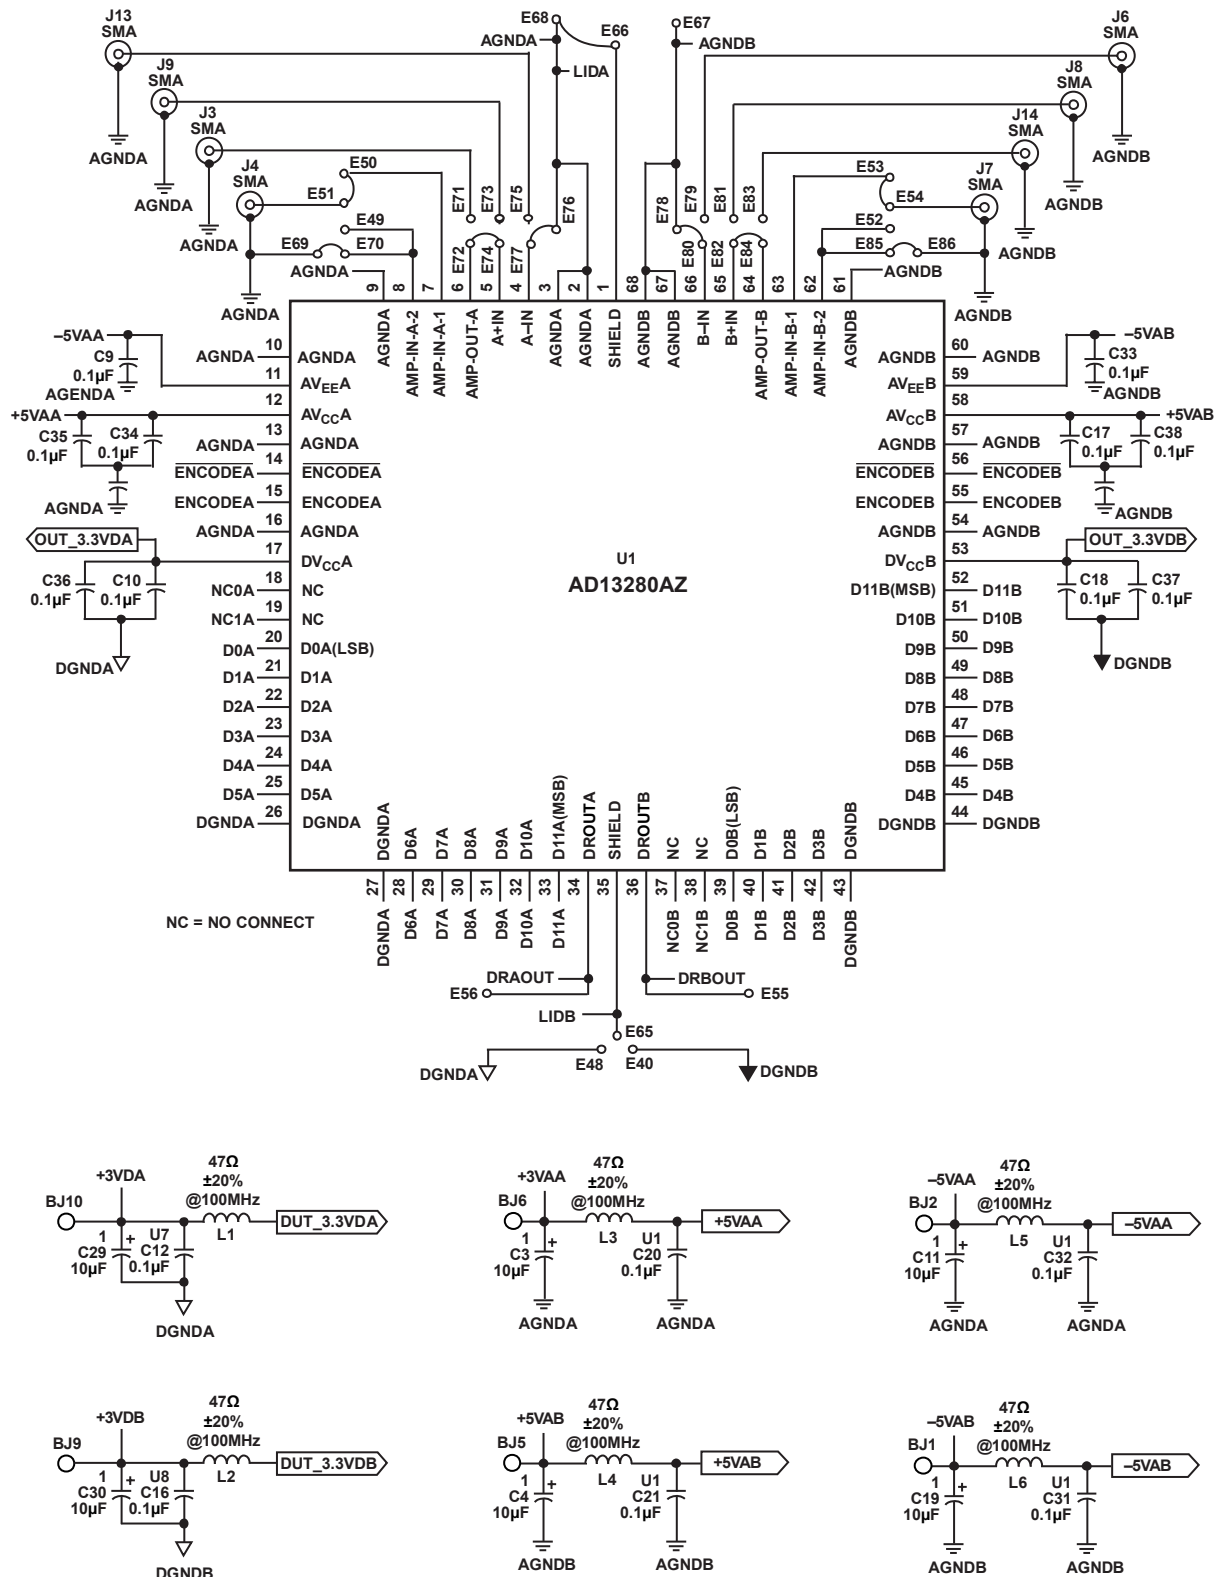 J13
SMA
J9
SMA
J3
SMA
J4
SMA
E68
E66
E67
AGNDA
AGNDB
LIDA
J6
SMA
J8
SMA
J14
SMA
J7
SMA
AGNDA
AGNDA
AGNDA
AGNDA
AGNDB
AGNDB
AGNDB
AGNDB
E50
E51
E49
E69
E70
AGNDA
E71
E73
E75
E76
E72
E74
E77
E78
E79
E81
E83
E80
E82
E84
E53
E54
E52
E85
E86
AGNDB
9
8
7
6
5
4
3
2
1
68
67
66
65
64
63
62
61
AGNDA
AMP-IN-A-2
AMP-IN-A-1
AMP-OUT-A
A+IN
A–IN
AGNDA
AGNDA
SHIELD
AGNDB
AGNDB
B–IN
B+IN
AMP-OUT-B
AMP-IN-B-1
AMP-IN-B-2
AGNDB
–5VAA
C9
0.1µF
AGENDA
+5VAA
C35
0.1µF
C34
0.1µF
AGNDA
OUT_3.3VDA
C36
0.1µF
C10
0.1µF
DGNDA
AGNDA 10 AGNDA
11 AVEEA
12 AVCCA
AGNDA 13 AGNDA
ENCODEA 14 ENCODEA
ENCODEA 15 ENCODEA
AGNDA 16 AGNDA
17 DVCCA
NC0A 18 NC
NC1A 19 NC
D0A 20 D0A(LSB)
D1A 21 D1A
D2A 22 D2A
D3A 23 D3A
D4A 24 D4A
D5A 25 D5A
DGNDA 26 DGNDA
U1
AD13280AZ
AGNDB 60 AGNDB
AVEEB 59
AVCCB 58
AGNDB 57 AGNDB
ENCODEB 56 ENCODEB
ENCODEB 55 ENCODEB
AGNDB 54 AGNDB
DVCCB 53
D11B(MSB) 52 D11B
D10B 51 D10B
D9B 50 D9B
D8B 49 D8B
D7B 48 D7B
D6B 47 D6B
D5B 46 D5B
D4B 45 D4B
DGNDB 44 DGNDB
–5VAB
C33
0.1µF
AGNDB
+5VAB
C17
0.1µF
C38
0.1µF
AGNDB
OUT_3.3VDB
C18
0.1µF
C37
0.1µF
DGNDB
DGNDA
D6A
D7A
D8A
D9A
D10A
D11A(MSB)
DROUTA
SHIELD
DROUTB
NC
NC
D0B(LSB)
D1B
D2B
D3B
DGNDB
27
28
29
30
31
32
33
34
35
36
37
38
39
40
41
42
43
DGNDA
D6A
D7A
D8A
D9A
D10A
D11A
NC0B
NC1B
D0B
D1B
D2B
D3B
DGNDB
NC = NO CONNECT
DRAOUT
DRBOUT
E56
E55
LIDB
E65
E48
E40
DGNDA
DGNDB
+3VDA
47Ω
±20%
@100MHz
BJ10
DUT_3.3VDA
L1
1
C29
10µF
+
U7
C12
0.1µF
DGNDA
+3VAA
47Ω
±20%
@100MHz
BJ6
+5VAA
L3
1
C3
10µF
+
U1
C20
0.1µF
AGNDA
AGNDA
–5VAA
47Ω
±20%
@100MHz
BJ2
–5VAA
L5
1
C11
10µF
+
U1
C32
0.1µF
AGNDA
AGNDA
+3VDB
47Ω
±20%
@100MHz
BJ9
DUT_3.3VDB
L2
1
C30
10µF
+
U8
C16
0.1µF
DGNDB
+5VAB
47Ω
±20%
@100MHz
BJ5
+5VAB
L4
1
C4
10µF
+
U1
C21
0.1µF
AGNDB
AGNDB
–5VAB
47Ω
±20%
@100MHz
BJ1
–5VAB
L6
1
C19
10µF
+
U1
C31
0.1µF
AGNDB
AGNDB